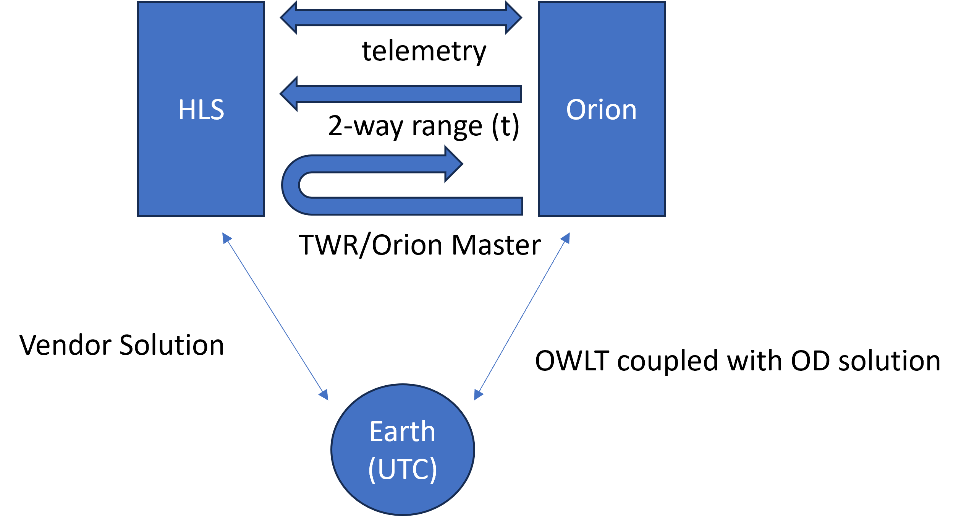 telemetry
HLS
Orion
2-way range (t)
TWR/Orion Master
Vendor Solution
OWLT coupled with OD solution
Earth
(UTC)